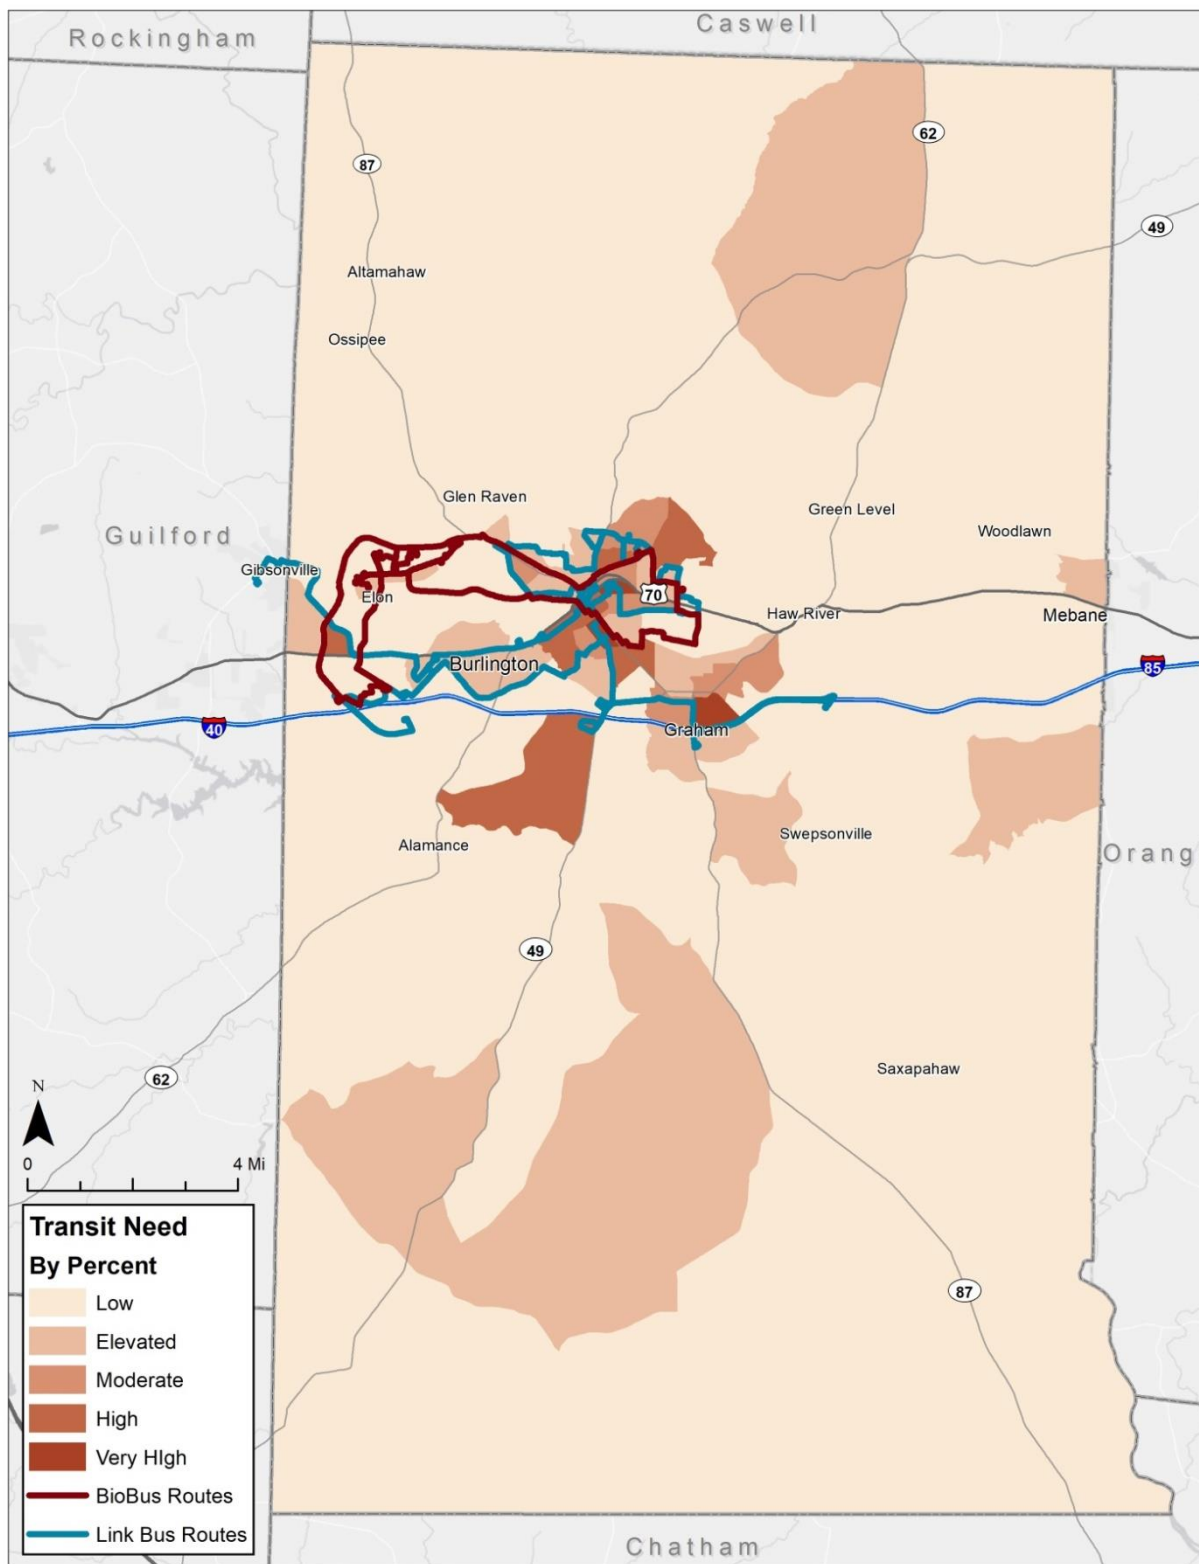 Caswell
Rockingham
62
87
49
Altamahaw
Ossipee
Glen Raven
Green Level
Woodlawn
Guilford
Gibsonville
Elon
70
Haw River
Mebane
Burlington
85
40
Graham
Alamance
Swepsonville
Orang
49
Saxapahaw
62
N
0 4 Mi
Transit Need
By Percent
Low
Elevated
Moderate
High
Very HIgh
BioBus Routes
Link Bus Routes
87
Chatham